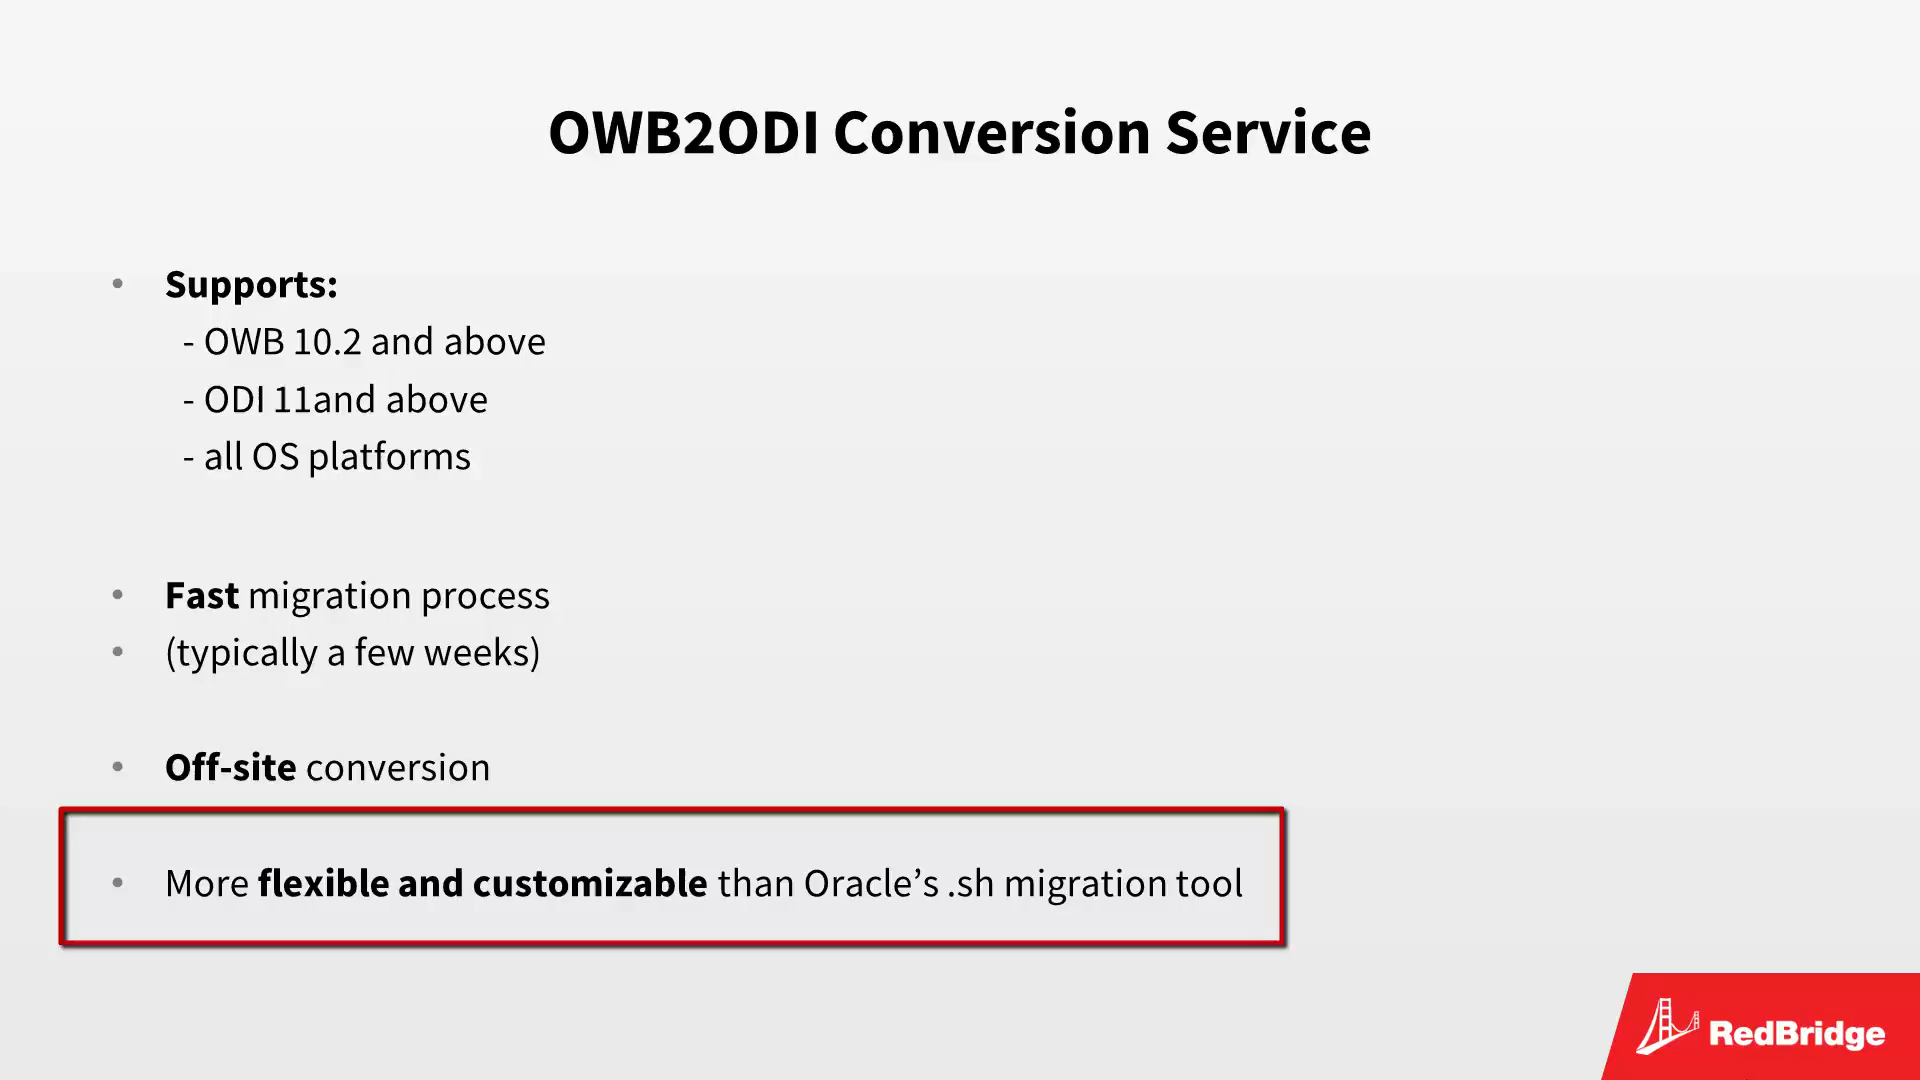 OWB2ODI Conversion Service
• Supports:
- OWB 10.2 and above
- ODI 11and above
- all OS platforms
• Fast migration process
• (typically a few weeks)
• Off-site conversion
• More flexible and customizable than Oracle’s .sh migration tool
RedBridge